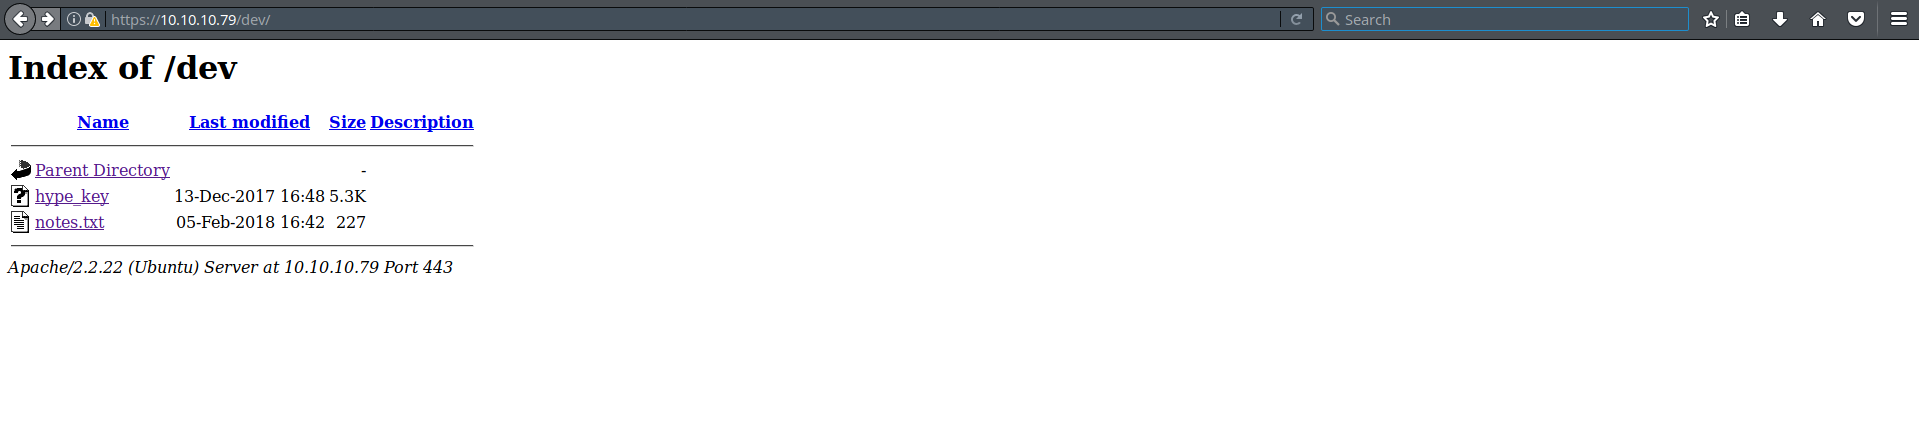 https://10.10.10.79/dev/ Search
Index of /dev
Name Last modified Size Description
Parent Directory -
hype_key 13-Dec-2017 16:48 5.3K
notes.txt 05-Feb-2018 16:42 227
Apache/2.2.22 (Ubuntu) Server at 10.10.10.79 Port 443